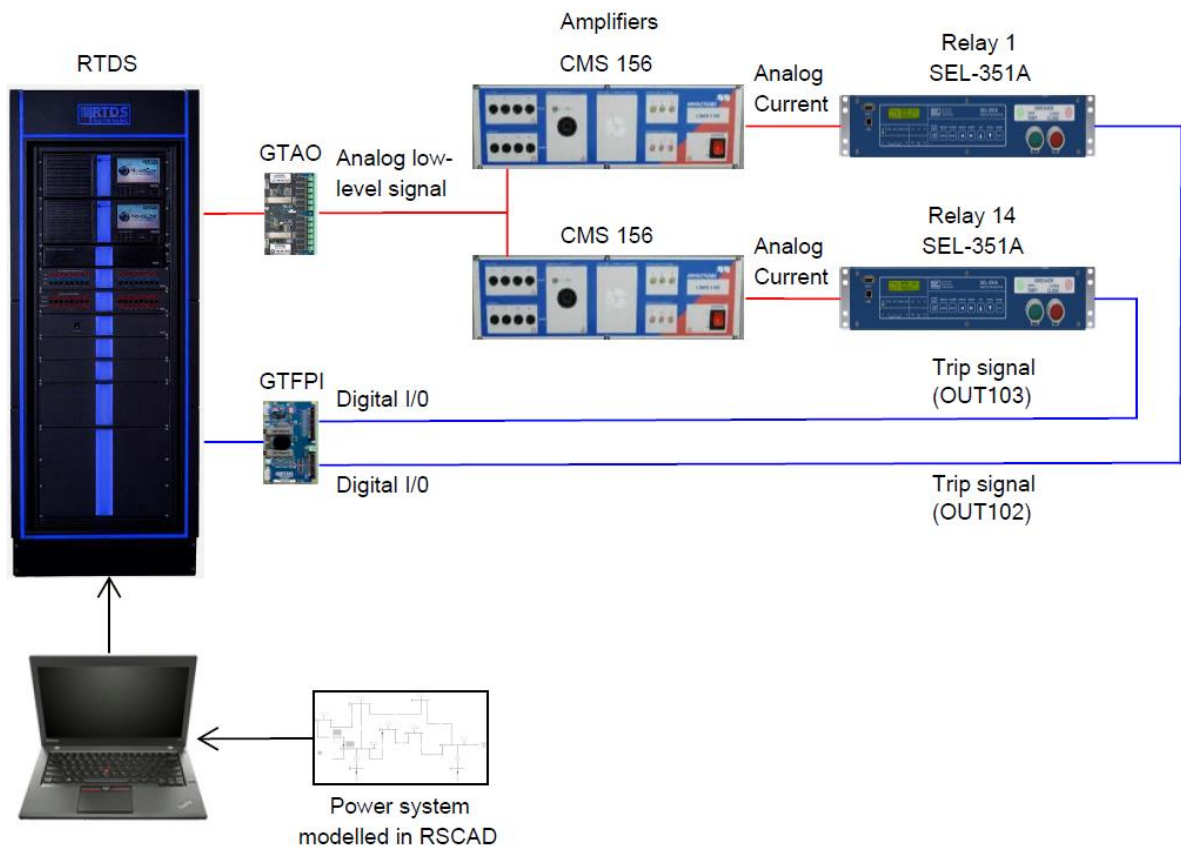 Amplifiers
RTDS
CMS 156
Relay 1
SEL-351A
Analog
Current
RTDS
GTAO
Analog low-
level signal
CMS 156
Analog
Current
Relay 14
SEL-351A
GTFPI
Digital I/0
Trip signal
(OUT103)
Digital I/0
Trip signal
(OUT102)
Power system
modelled in RSCAD